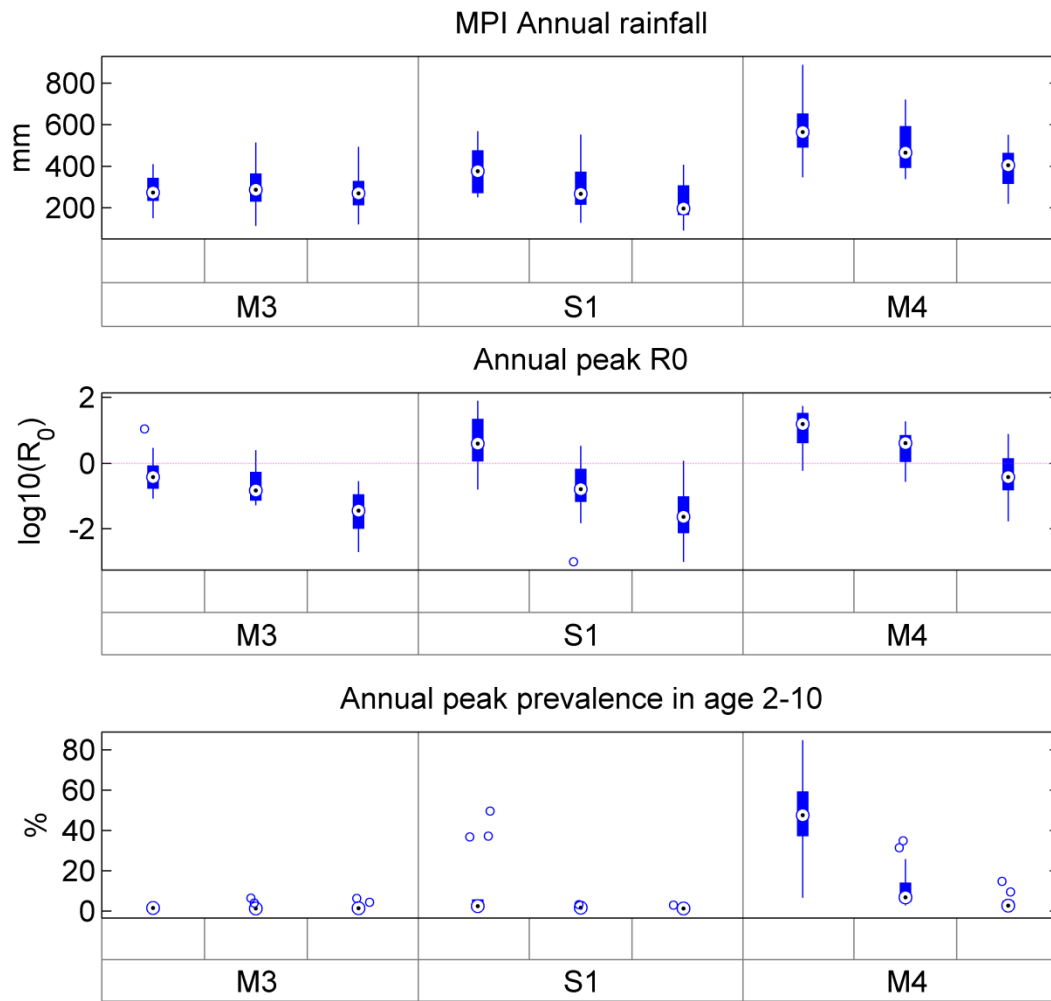 MPI Annual rainfall
800
600
400
200
mm
M3 S1 M4
Annual peak R0
2
0
-2
log10(R_0)
M3 S1 M4
Annual peak prevalence in age 2-10
80
60
40
20
0
%
M3 S1 M4